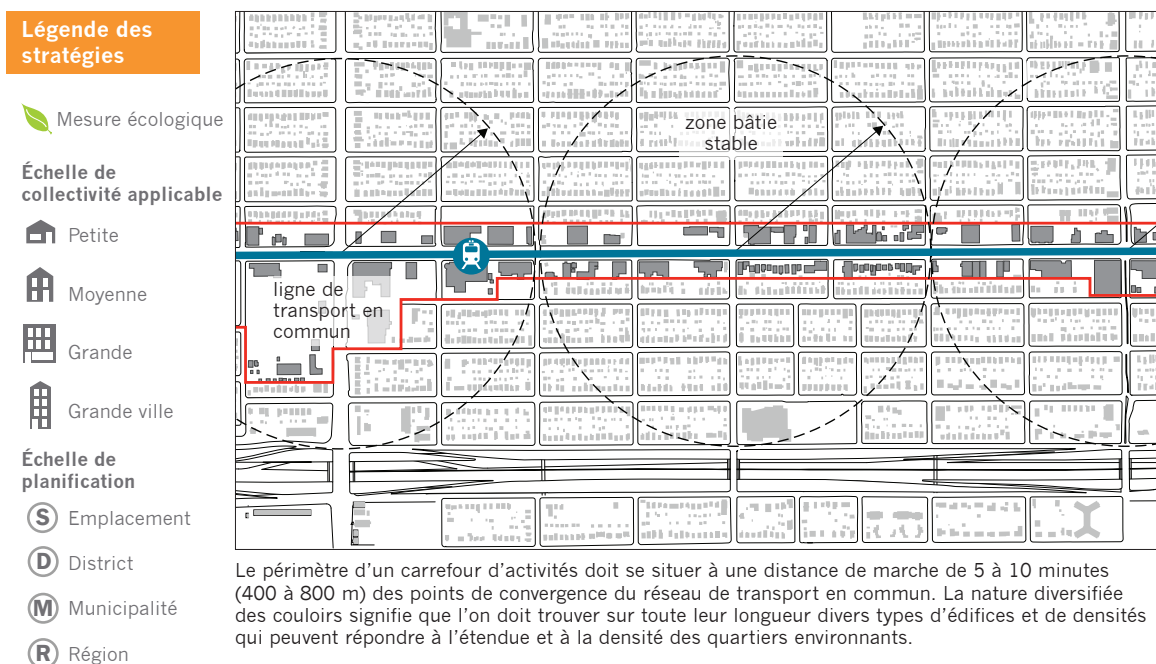 Légende des
stratégies
Mesure écologique
Échelle de
collectivité applicable
Petite
Moyenne
Grande
Grande ville
Échelle de
planification
S Emplacement
D District
M Municipalité
R Région
zone bâtie
stable
ligne de
transport en
commun
Le périmètre d’un carrefour d’activités doit se situer à une distance de marche de 5 à 10 minutes
(400 à 800 m) des points de convergence du réseau de transport en commun. La nature diversifiée
des couloirs signifie que l’on doit trouver sur toute leur longueur divers types d’édifices et de densités
qui peuvent répondre à l’étendue et à la densité des quartiers environnants.